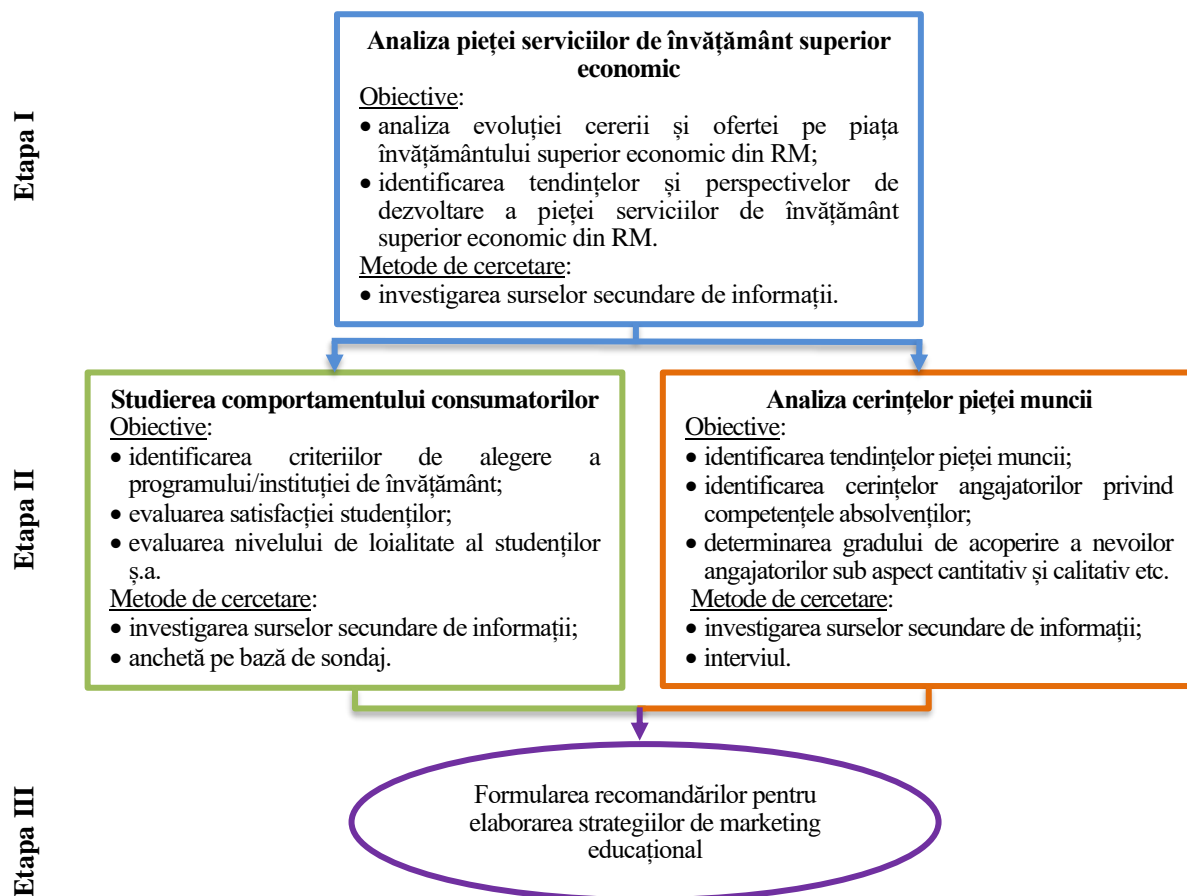 Etapa I
Analiza pieței serviciilor de învățământ superior
economic
Obiective:
• analiza evoluției cererii și ofertei pe piața
învățământului superior economic din RM;
• identificarea tendințelor și perspectivelor de
dezvoltare a pieței serviciilor de învățământ
superior economic din RM.
Metode de cercetare:
• investigarea surselor secundare de informații.
Etapa II
Studierea comportamentului consumatorilor
Obiective:
• identificarea criteriilor de alegere a
programului/instituției de învățământ;
• evaluarea satisfacției studenților;
• evaluarea nivelului de loialitate al studenților
ș.a.
Metode de cercetare:
• investigarea surselor secundare de informații;
• anchetă pe bază de sondaj.
Analiza cerințelor pieței muncii
Obiective:
• identificarea tendințelor pieței muncii;
• identificarea cerințelor angajatorilor privind
competențele absolvenților;
• determinarea gradului de acoperire a nevoilor
angajatorilor sub aspect cantitativ și calitativ etc.
Metode de cercetare:
• investigarea surselor secundare de informații;
• interviul.
Etapa III
Formularea recomandărilor pentru
elaborarea strategiilor de marketing
educațional